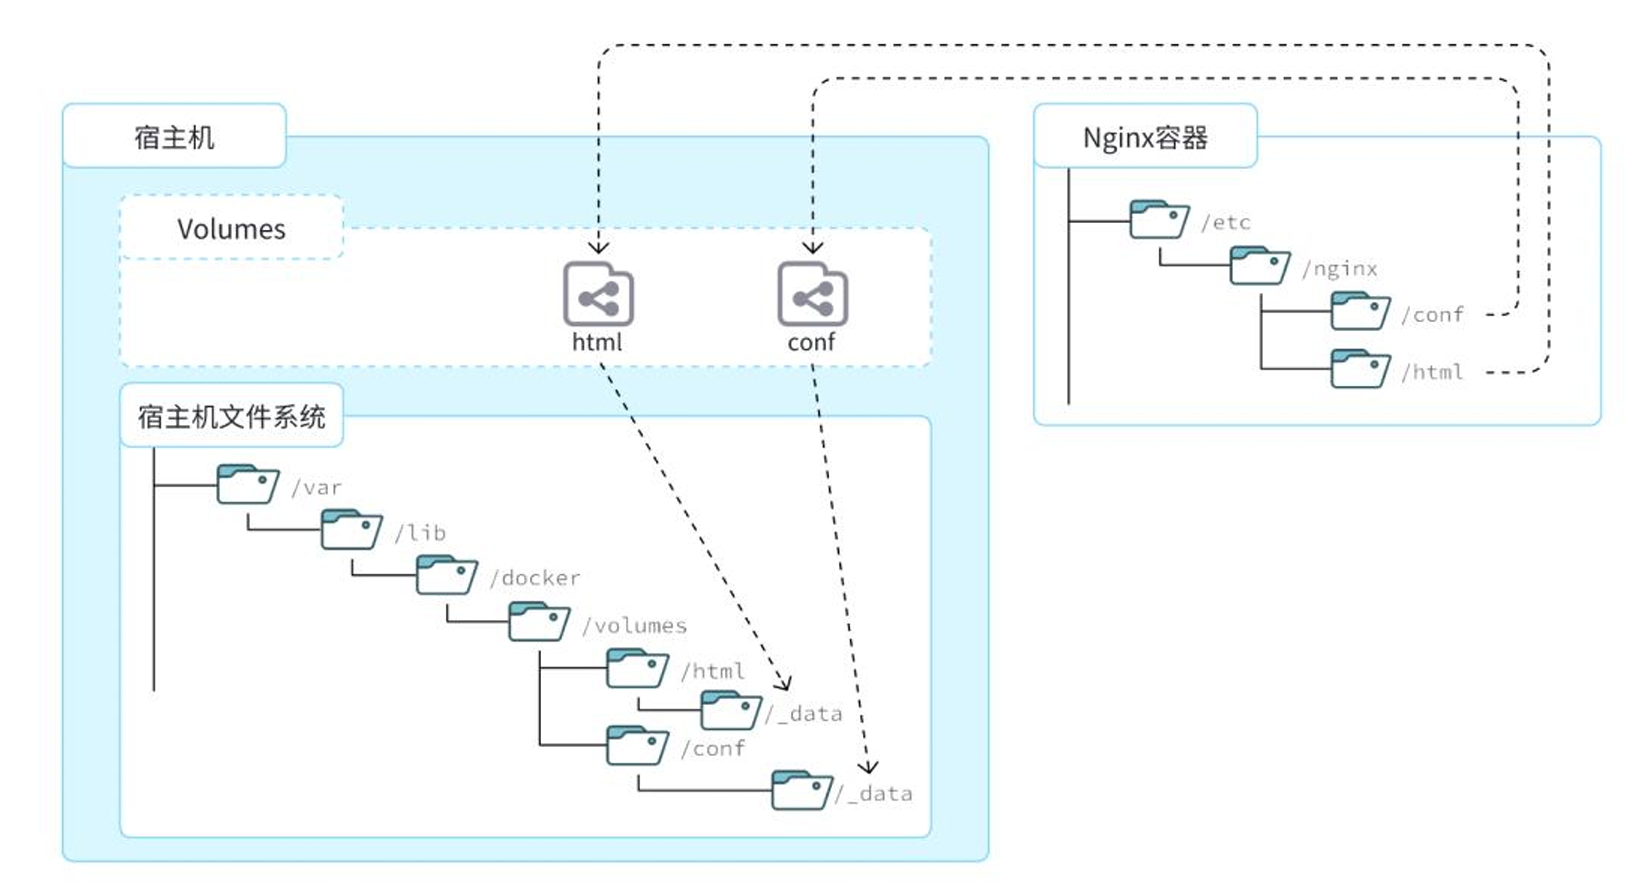 宿主机
Volumes
html
conf
宿主机文件系统
/var
/lib
/docker
/volumes
/html
/_data
/conf
/_data
Nginx容器
/etc
/nginx
/conf
/html